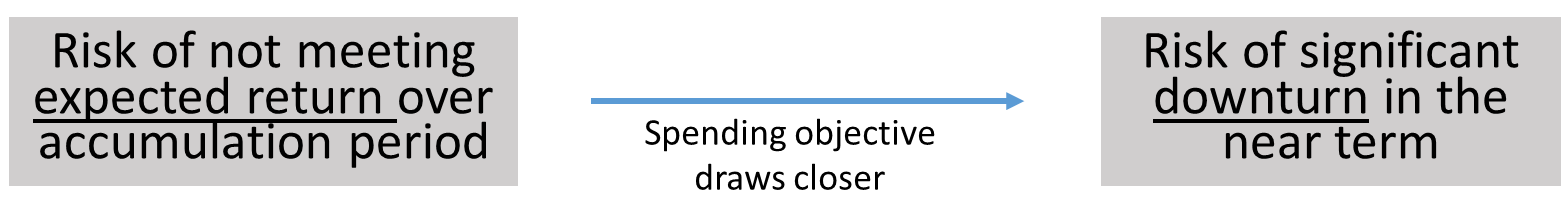 Risk of not meeting
expected return over
accumulation period
Spending objective
draws closer
Risk of significant
downturn in the
near term